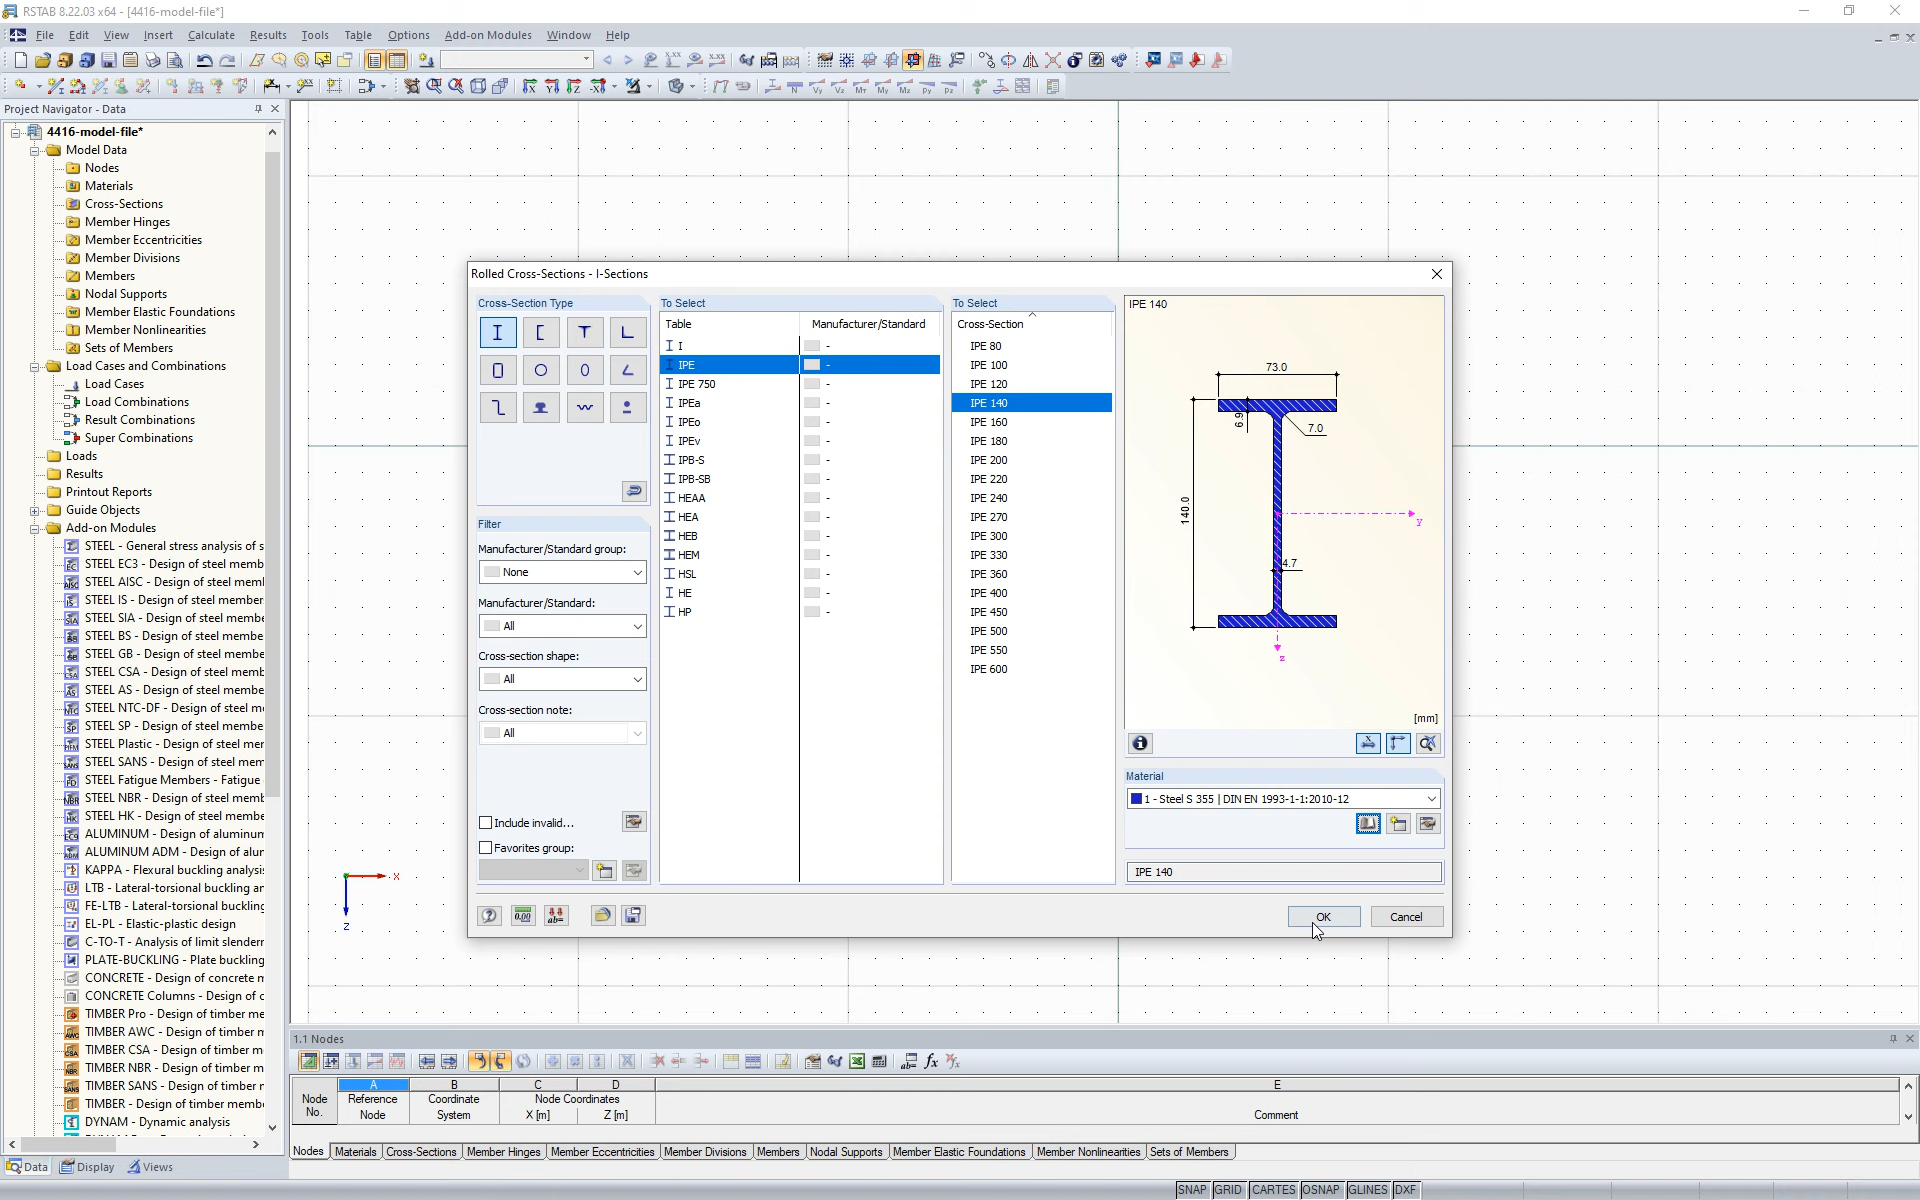 RSTAB 8.22.03 x64 - [4416-model-file*]
File Edit View Insert Calculate Results Tools Table Options Add-on Modules Window Help
Project Navigator - Data
4416-model-file*
Model Data
Nodes
Materials
Cross-Sections
Member Hinges
Member Eccentricities
Member Divisions
Members
Nodal Supports
Member Elastic Foundations
Member Nonlinearities
Sets of Members
Load Cases and Combinations
Load Cases
Load Combinations
Result Combinations
Super Combinations
Loads
Results
Printout Reports
Guide Objects
Add-on Modules
STEEL - General stress analysis of s
STEEL EC3 - Design of steel memb
STEEL AISC - Design of steel meml
STEEL IS - Design of steel member
STEEL SIA - Design of steel membe
STEEL BS - Design of steel membe
STEEL GB - Design of steel membe
STEEL CSA - Design of steel memb
STEEL AS - Design of steel membe
STEEL NTC-DF - Design of steel me
STEEL SP - Design of steel membe
STEEL Plastic - Design of steel mer
STEEL SANS - Design of steel mem
STEEL Fatigue Members - Fatigue
STEEL NBR - Design of steel memb
STEEL HK - Design of steel membe
ALUMINUM - Design of aluminum
ALUMINUM ADM - Design of alur
KAPPA - Flexural buckling analysis
LTB - Lateral-torsional buckling an
FE-LTB - Lateral-torsional buckling
EL-PL - Elastic-plastic design
C-TO-T - Analysis of limit slenderr
PLATE-BUCKLING - Plate buckling
CONCRETE - Design of concrete m
CONCRETE Columns - Design of c
TIMBER Pro - Design of timber me
TIMBER AWC - Design of timber m
TIMBER CSA - Design of timber m
TIMBER NBR - Design of timber m
TIMBER SANS - Design of timber r
TIMBER - Design of timber membe
DYNAM - Dynamic analysis
Data Display Views
Rolled Cross-Sections - I-Sections
Cross-Section Type
Filter
Manufacturer/Standard group:
None
Manufacturer/Standard:
All
Cross-section shape:
All
Cross-section note:
All
Include invalid...
Favorites group:
To Select
Table Manufacturer/Standard
I -
IPE -
IPE 750 -
IPEa -
IPEo -
IPEv -
IPB-S -
IPB-SB -
HEAA -
HEA -
HEB -
HEM -
HSL -
HE -
HP -
To Select
Cross-Section
IPE 80
IPE 100
IPE 120
IPE 140
IPE 160
IPE 180
IPE 200
IPE 220
IPE 240
IPE 270
IPE 300
IPE 330
IPE 360
IPE 400
IPE 450
IPE 500
IPE 550
IPE 600
IPE 140
73.0
6.9
7.0
140.0
y
4.7
z
[mm]
Material
1 - Steel S 355 | DIN EN 1993-1-1:2010-12
IPE 140
OK Cancel
x
z
1.1 Nodes
A B C D E
Node Reference Coordinate Node Coordinates
No. Node System X [m] Z [m] Comment
Nodes Materials Cross-Sections Member Hinges Member Eccentricities Member Divisions Members Nodal Supports Member Elastic Foundations Member Nonlinearities Sets of Members
SNAP GRID CARTES OSNAP GLINES DXF